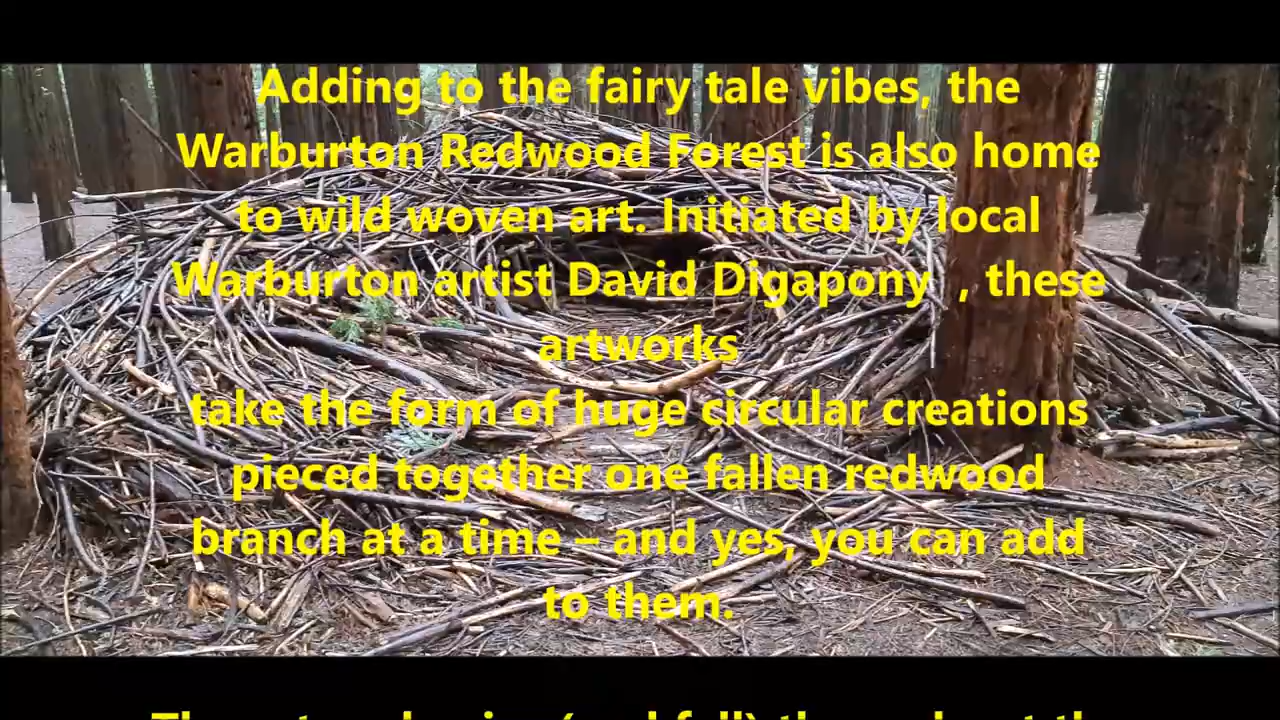 Adding to the fairy tale vibes, the
Warburton Redwood Forest is also home
to wild woven art. Initiated by local
Warburton artist David Digapony , these
artworks
take the form of huge circular creations
pieced together one fallen redwood
branch at a time – and yes, you can add
to them.